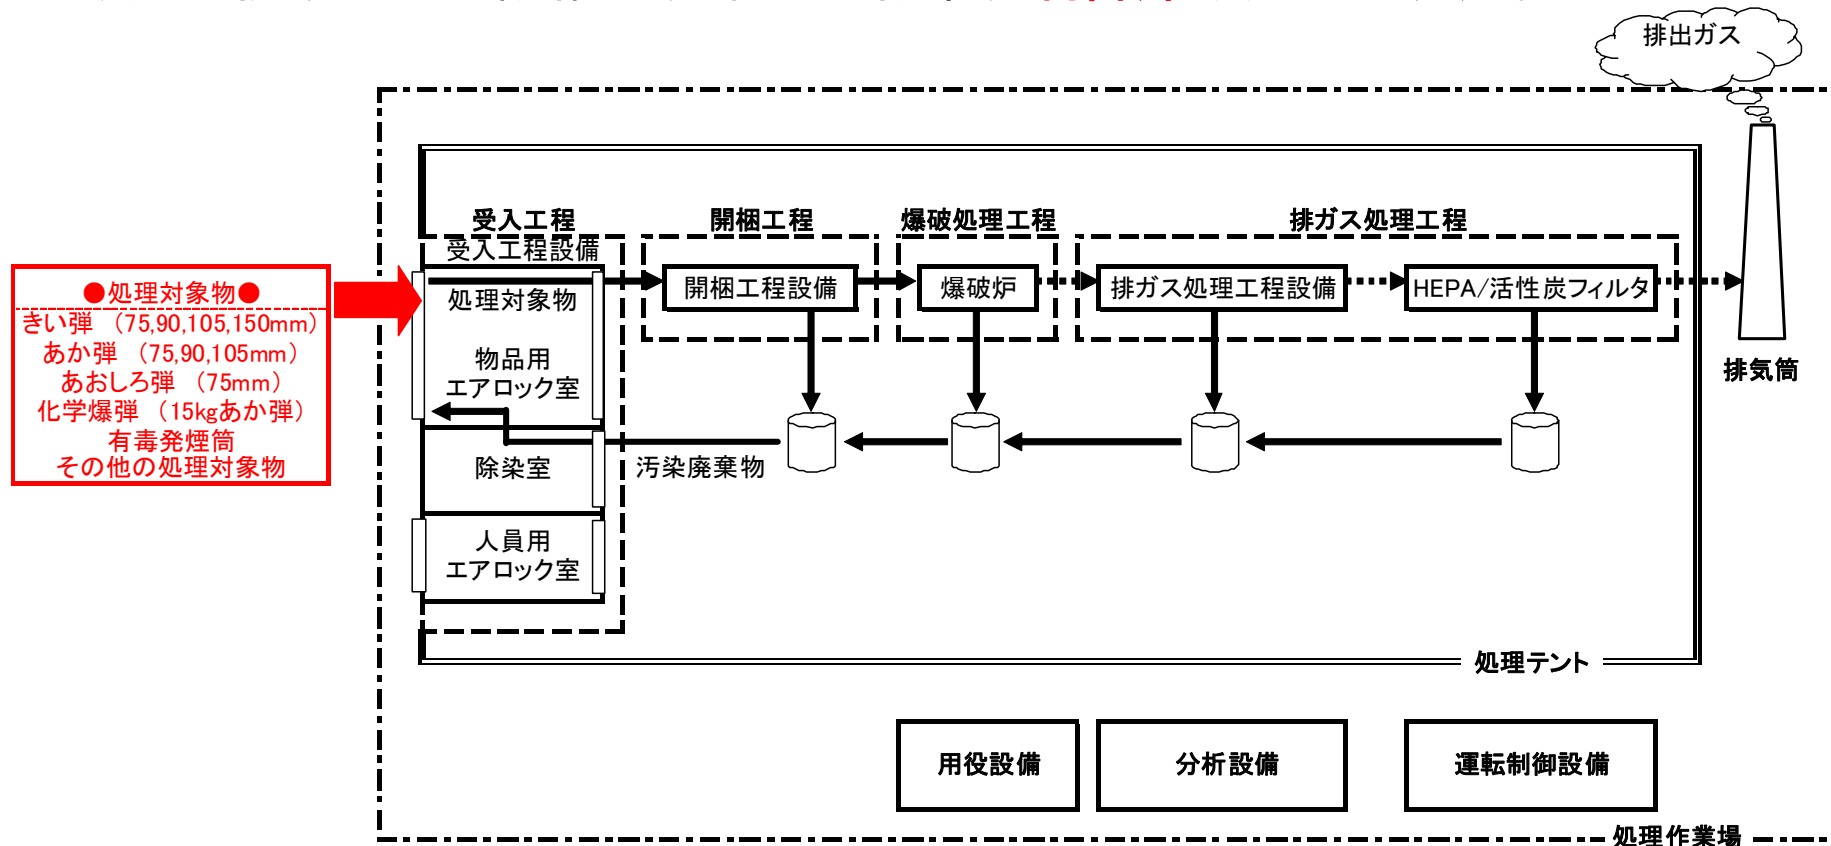 排出ガス
受入工程
開梱工程
爆破処理工程
排ガス処理工程
受入工程設備
処理対象物
開梱工程設備
爆破炉
排ガス処理工程設備
HEPA/活性炭フィルタ
●処理対象物●
きい弾 (75,90,105,150mm)
あか弾 (75,90,105mm)
あおしろ弾 (75mm)
化学爆弾 (15kgあか弾)
有毒発煙筒
その他の処理対象物
物品用
エアロック室
排気筒
除染室
汚染廃棄物
人員用
エアロック室
処理テント
用役設備
分析設備
運転制御設備
処理作業場